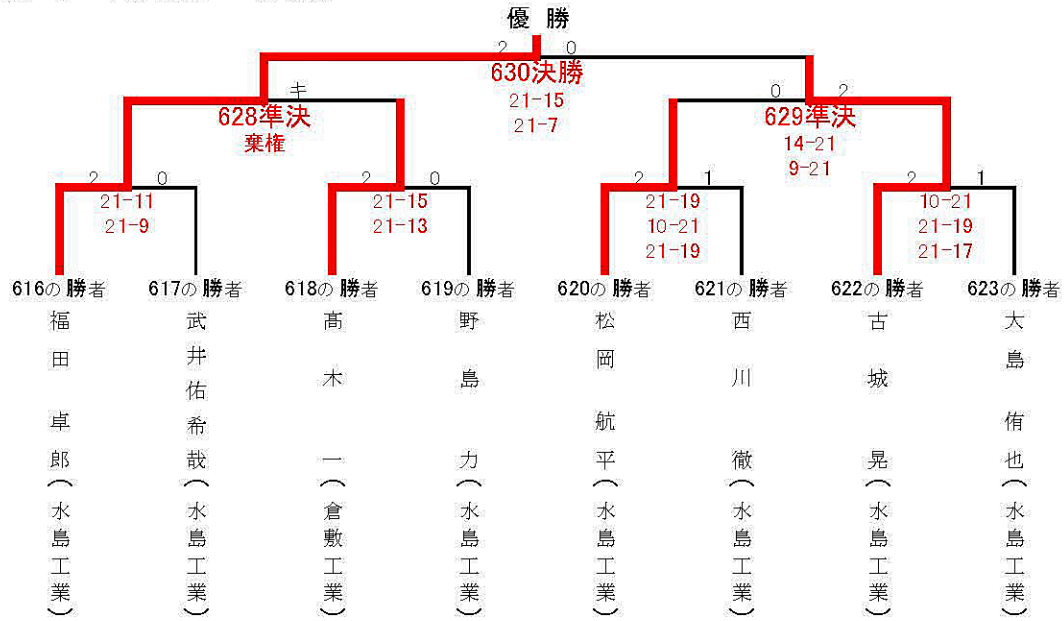 優 勝
2 0
630決勝
21-15
21-7
キ
628準決
棄権
0 2
629準決
14-21
9-21
2 0
21-11
21-9
2 0
21-15
21-13
2 1
21-19
10-21
21-19
2 1
10-21
21-19
21-17
616の 勝者
617の 勝者
618の 勝者
619の 勝者
620の 勝者
621の 勝者
622の 勝者
623の 勝者
福田 卓郎(水島工業)
武井佑希哉(水島工業)
髙木 一(倉敷工業)
野島 力(水島工業)
松岡 航平(水島工業)
西川 徹(水島工業)
古城 晃(水島工業)
大島 侑也(水島工業)